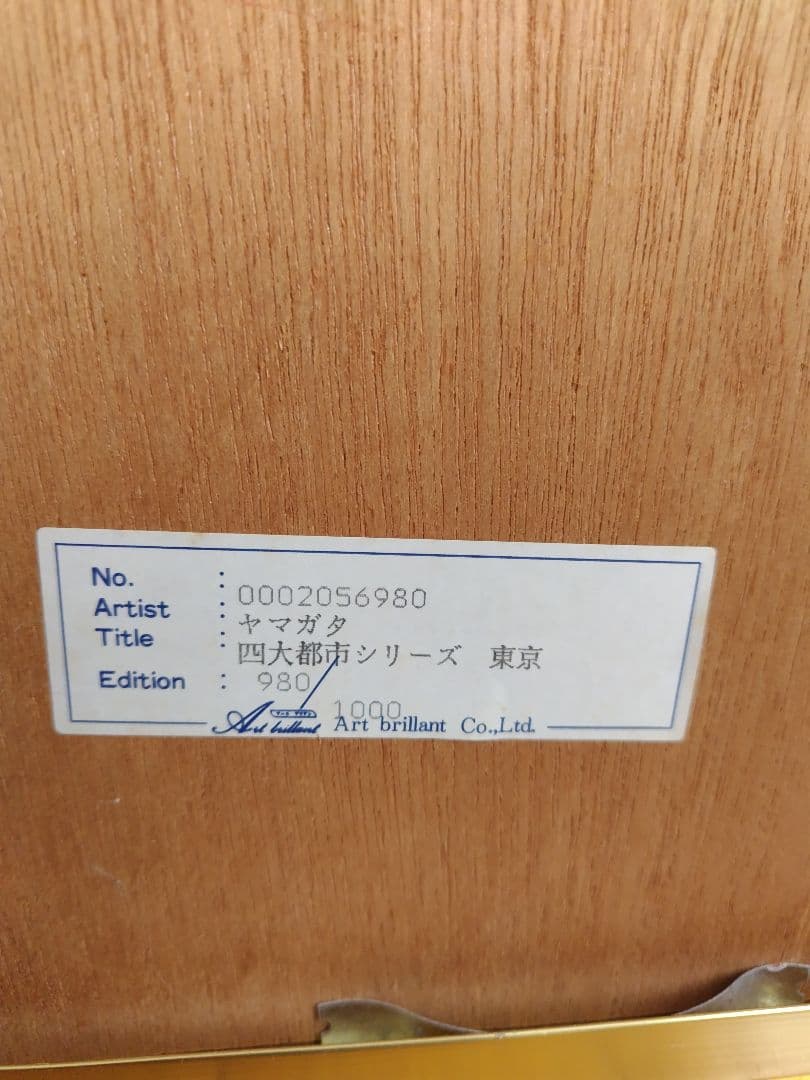 No. : 0002056980
Artist : ヤマガタ
Title : 四大都市シリーズ 東京
Edition : 980/1000
Art brillant Art brillant Co.,Ltd.